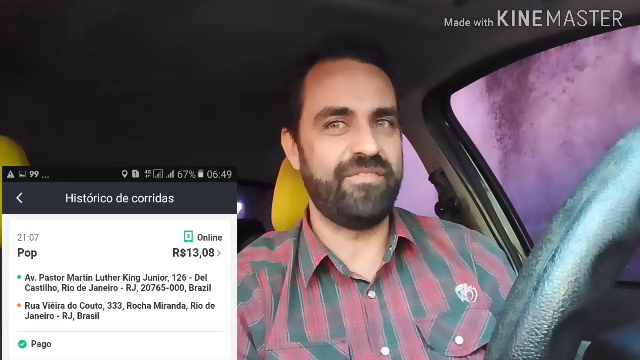 Made with KINEMASTER
99 ... 67% 06:49
Histórico de corridas
21:07 Online
Pop R$13,08
Av. Pastor Martin Luther King Junior, 126 - Del
Castilho, Rio de Janeiro - RJ, 20765-000, Brazil
Rua Viêira do Couto, 333, Rocha Miranda, Rio de
Janeiro - RJ, Brasil
Pago